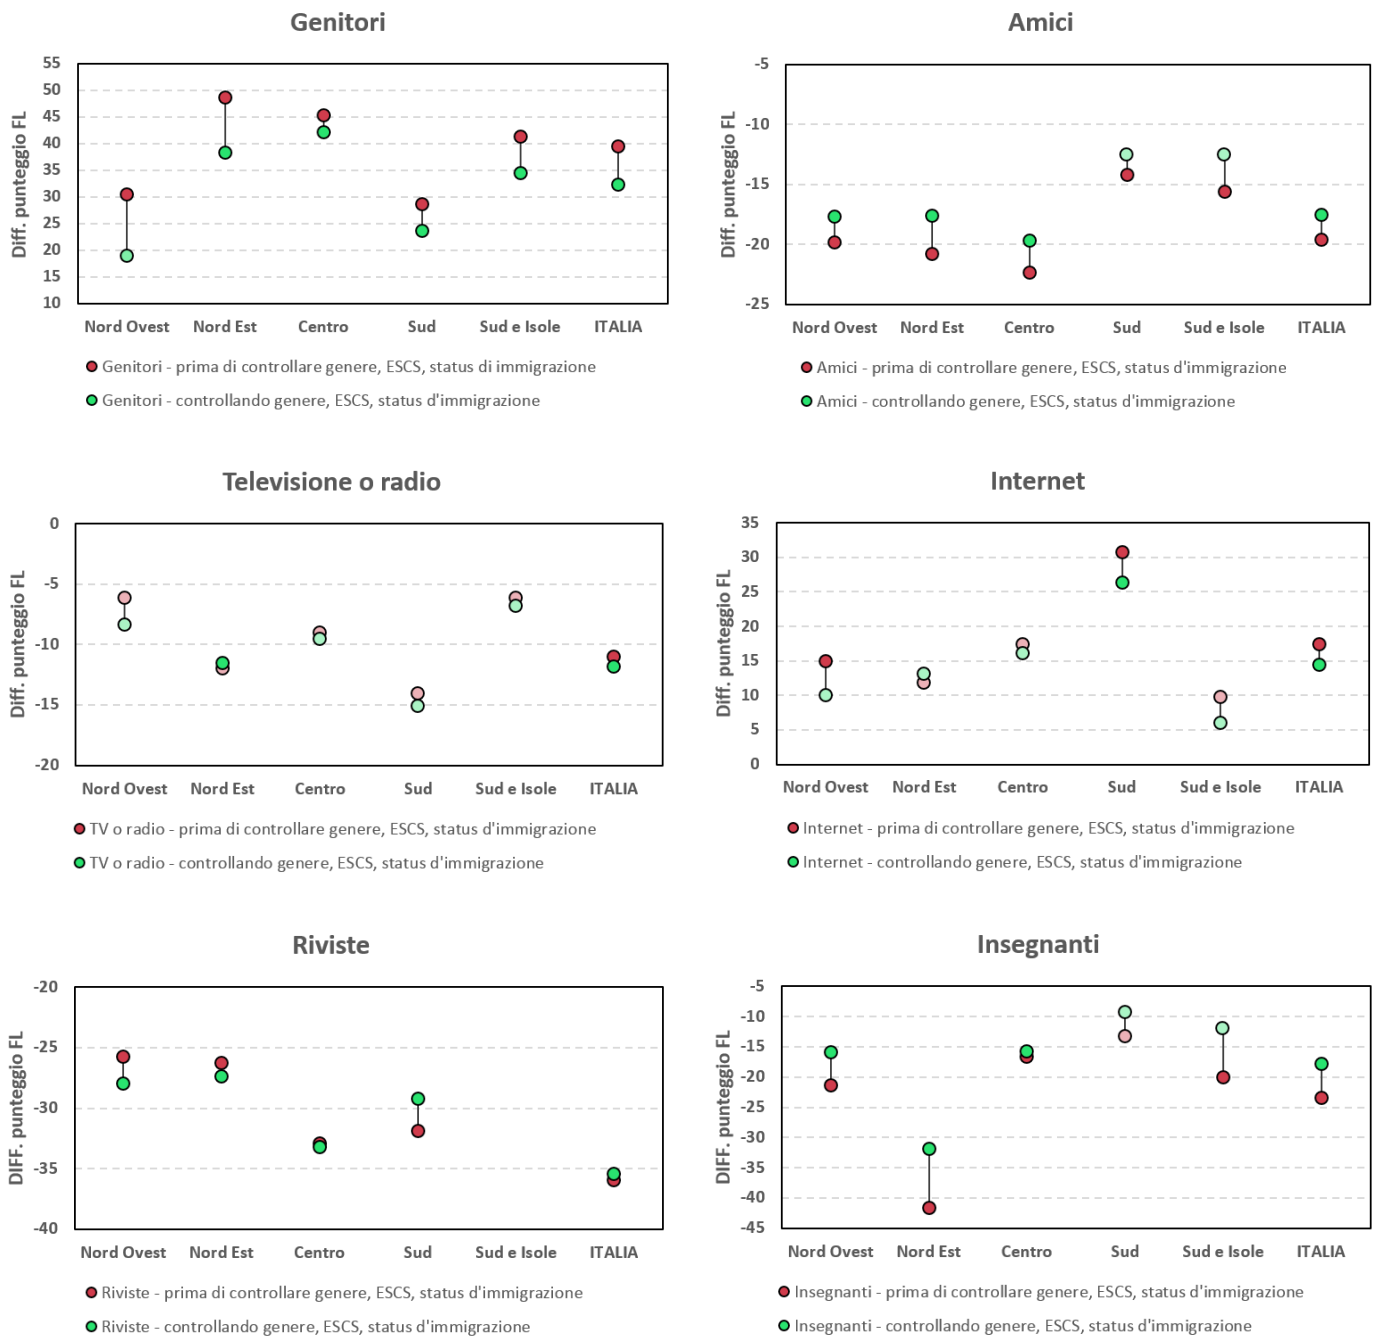 Genitori
Diff. punteggio FL
55
50
45
40
35
30
25
20
15
10
Nord Ovest Nord Est Centro Sud Sud e Isole ITALIA
Genitori - prima di controllare genere, ESCS, status di immigrazione
Genitori - controllando genere, ESCS, status d'immigrazione
Amici
Diff. punteggio FL
-5
-10
-15
-20
-25
Nord Ovest Nord Est Centro Sud Sud e Isole ITALIA
Amici - prima di controllare genere, ESCS, status d'immigrazione
Amici - controllando genere, ESCS, status d'immigrazione
Televisione o radio
Diff. punteggio FL
0
-5
-10
-15
-20
Nord Ovest Nord Est Centro Sud Sud e Isole ITALIA
TV o radio - prima di controllare genere, ESCS, status d'immigrazione
TV o radio - controllando genere, ESCS, status d'immigrazione
Internet
Diff. punteggio FL
35
30
25
20
15
10
5
0
Nord Ovest Nord Est Centro Sud Sud e Isole ITALIA
Internet - prima di controllare genere, ESCS, status d'immigrazione
Internet - controllando genere, ESCS, status d'immigrazione
Riviste
DIFF. punteggio FL
-20
-25
-30
-35
-40
Nord Ovest Nord Est Centro Sud Sud e Isole ITALIA
Riviste - prima di controllare genere, ESCS, status d'immigrazione
Riviste - controllando genere, ESCS, status d'immigrazione
Insegnanti
DIFF. punteggio FL
-5
-10
-15
-20
-25
-30
-35
-40
-45
Nord Ovest Nord Est Centro Sud Sud e Isole ITALIA
Insegnanti - prima di controllare genere, ESCS, status d'immigrazione
Insegnanti - controllando genere, ESCS, status d'immigrazione